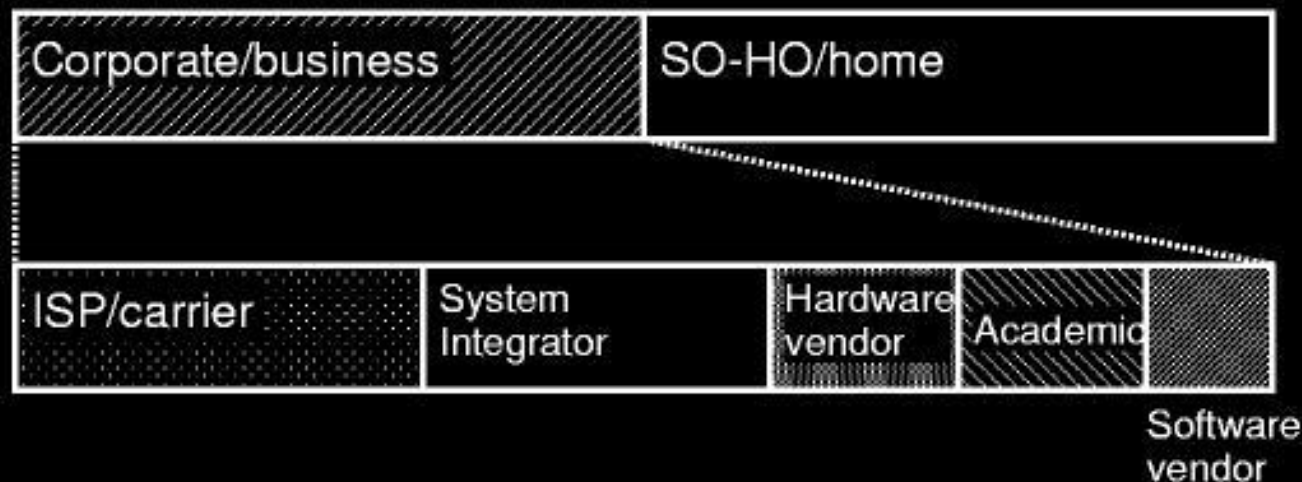 Corporate/business
SO-HO/home
ISP/carrier
System
Integrator
Hardware
vendor
Academic
Software
vendor